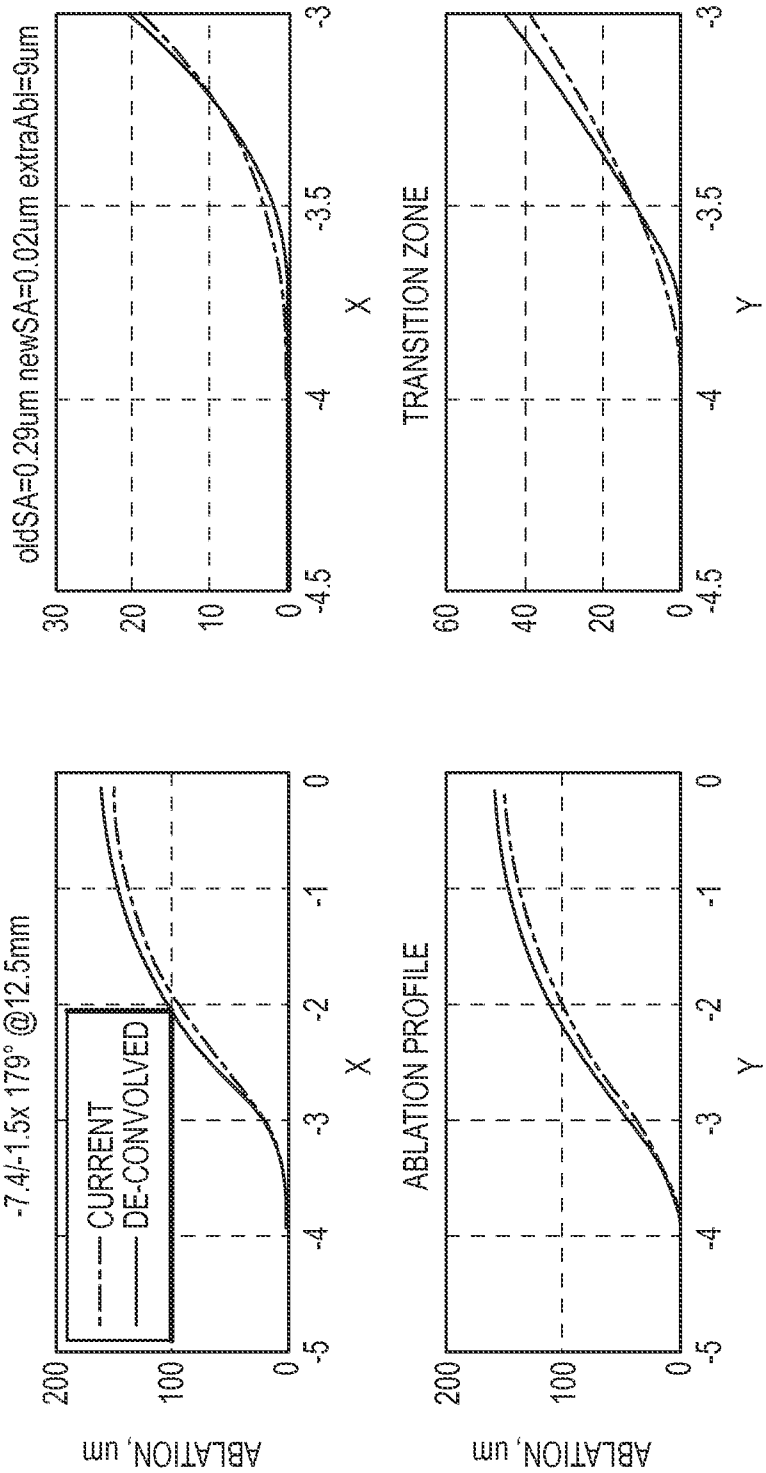 -7.4/-1.5x 179° @12.5mm
200
100
0
-5
-4
-3
-2
-1
0
X
ABLATION, um
CURRENT
DE-CONVOLVED
oldSA=0.29um newSA=0.02um extraAbl=9um
30
20
10
0
-4.5
-4
-3.5
-3
X
ABLATION PROFILE
200
100
0
-5
-4
-3
-2
-1
0
Y
ABLATION, um
TRANSITION ZONE
60
40
20
0
-4.5
-4
-3.5
-3
Y